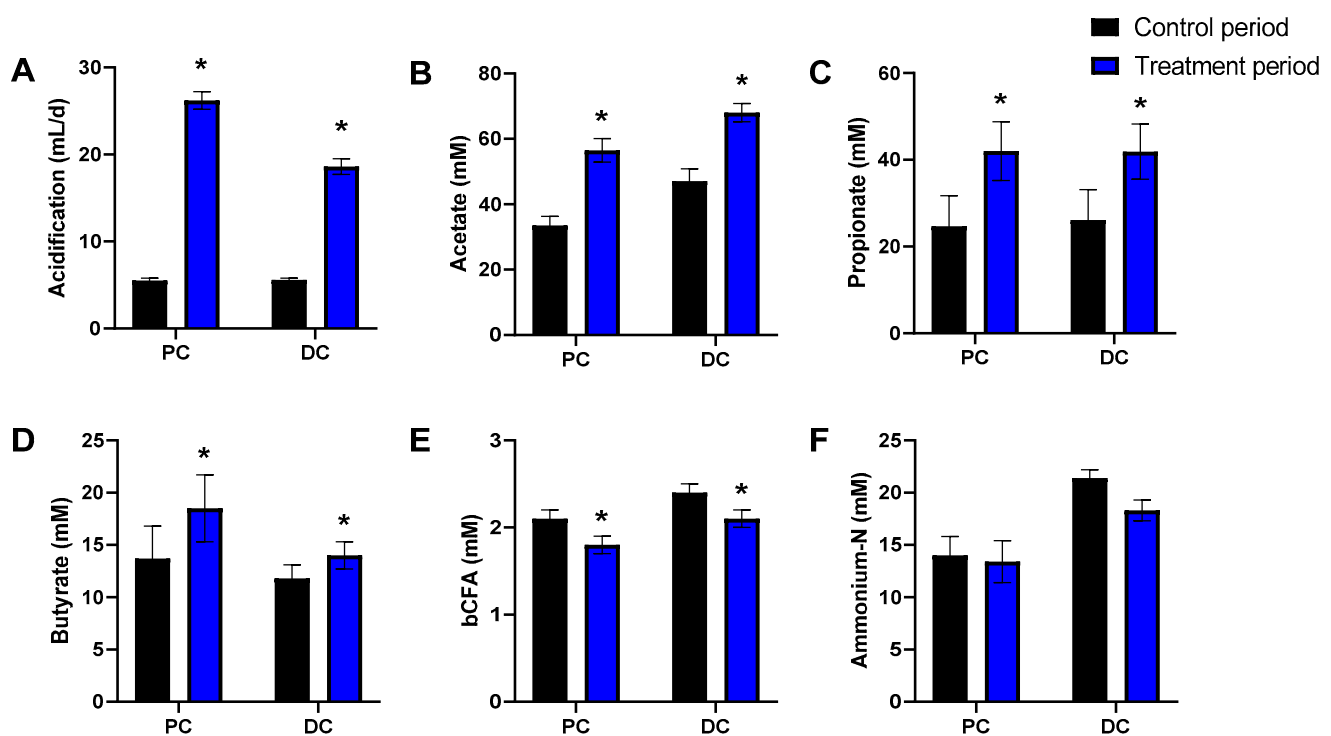 Control period
Treatment period
A
Acidification (mL/d)
30
20
10
0
*
*
PC
DC
B
Acetate (mM)
80
60
40
20
0
*
*
PC
DC
C
Propionate (mM)
60
40
20
0
*
*
PC
DC
D
Butyrate (mM)
25
20
15
10
5
0
*
*
PC
DC
E
bCFA (mM)
3
2
1
0
*
*
PC
DC
F
Ammonium-N (mM)
25
20
15
10
5
0
PC
DC